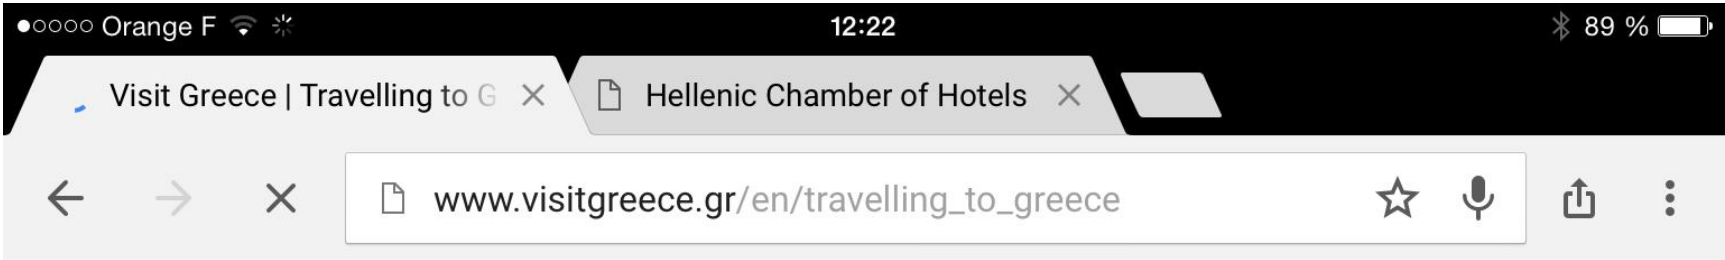 Orange F 12:22 89 %
Visit Greece | Travelling to G Hellenic Chamber of Hotels
www.visitgreece.gr/en/travelling_to_greece